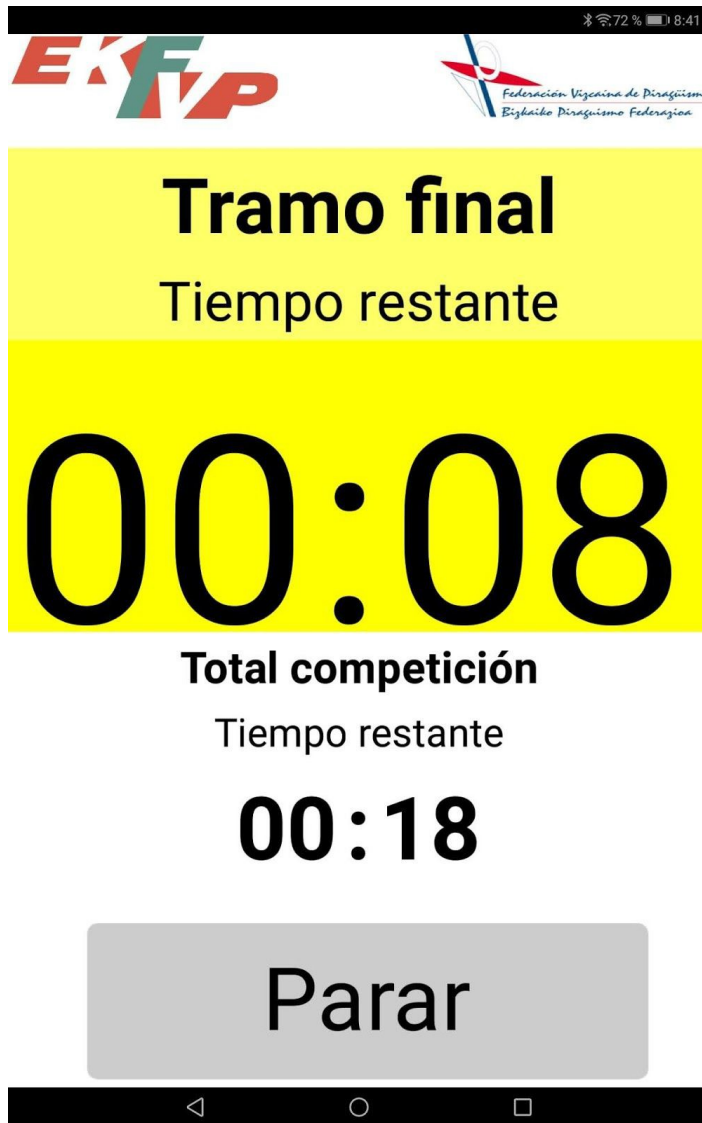 72 % 8:41
EKFVP
Federación Vizcaina de Piragüism
Bizkaiko Piraguismo Federazioa
Tramo final
Tiempo restante
00:08
Total competición
Tiempo restante
00:18
Parar